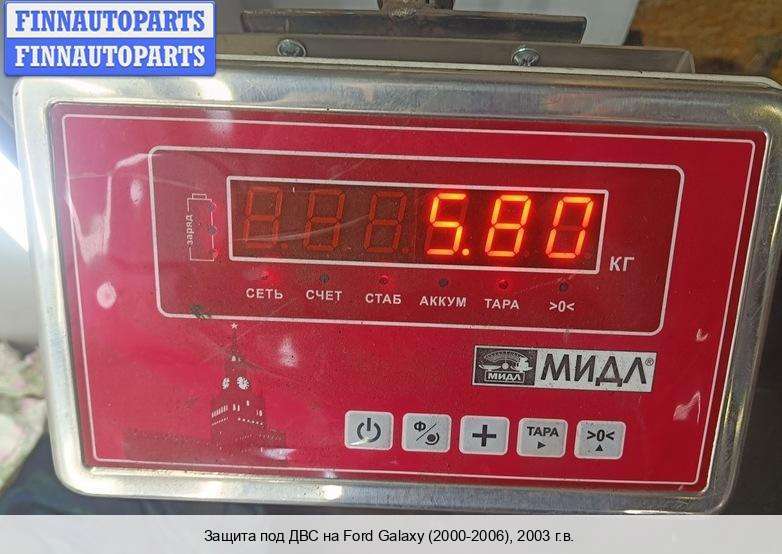 FINNAUTOPARTS
FINNAUTOPARTS
заряд
5.80
КГ
СЕТЬ СЧЕТ СТАБ АККУМ ТАРА >0<
МИДЛ МИДЛ®
Ф/ + ТАРА >0<
Защита под ДВС на Ford Galaxy (2000-2006), 2003 г.в.